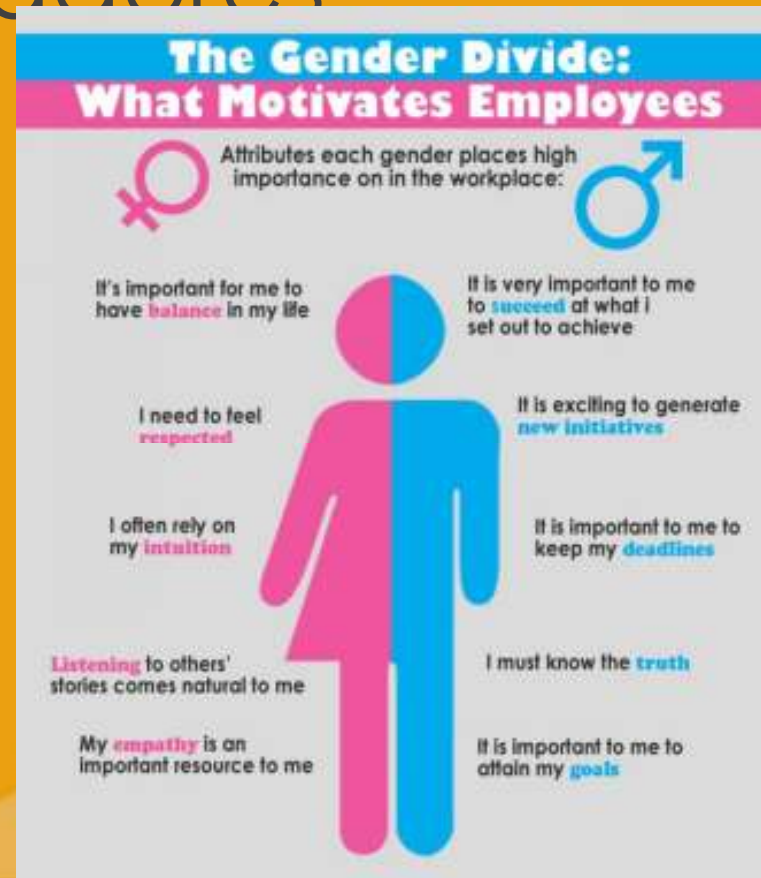 The Gender Divide:
What Motivates Employees
Attributes each gender places high
importance on in the workplace:
It's important for me to
have balance in my life
I need to feel
respected
I often rely on
my intuition
Listening to others'
stories comes natural to me
My empathy is an
important resource to me
It is very important to me
to succeed at what i
set out to achieve
It is exciting to generate
new initiatives
It is important to me to
keep my deadlines
I must know the truth
It is important to me to
attain my goals